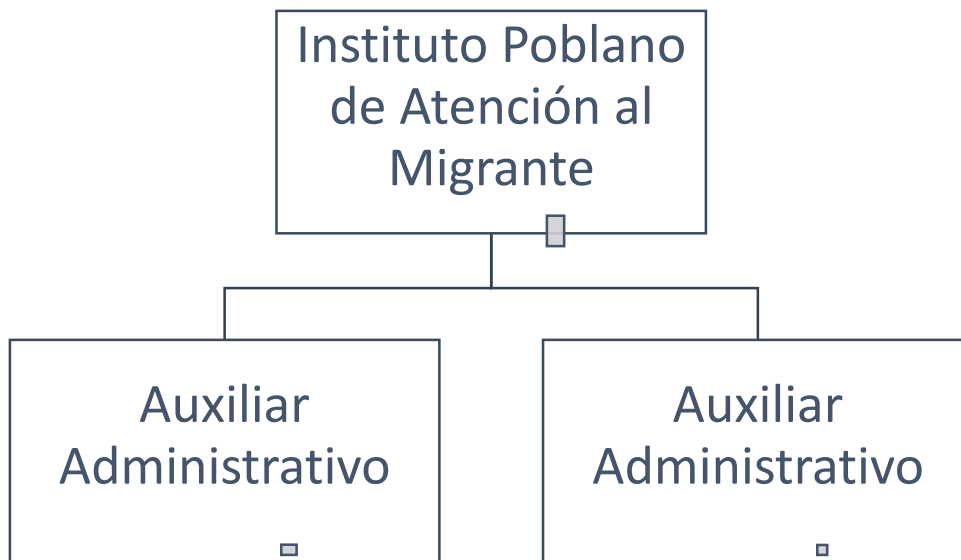 Instituto Poblano
de Atención al
Migrante
Auxiliar
Administrativo
Auxiliar
Administrativo